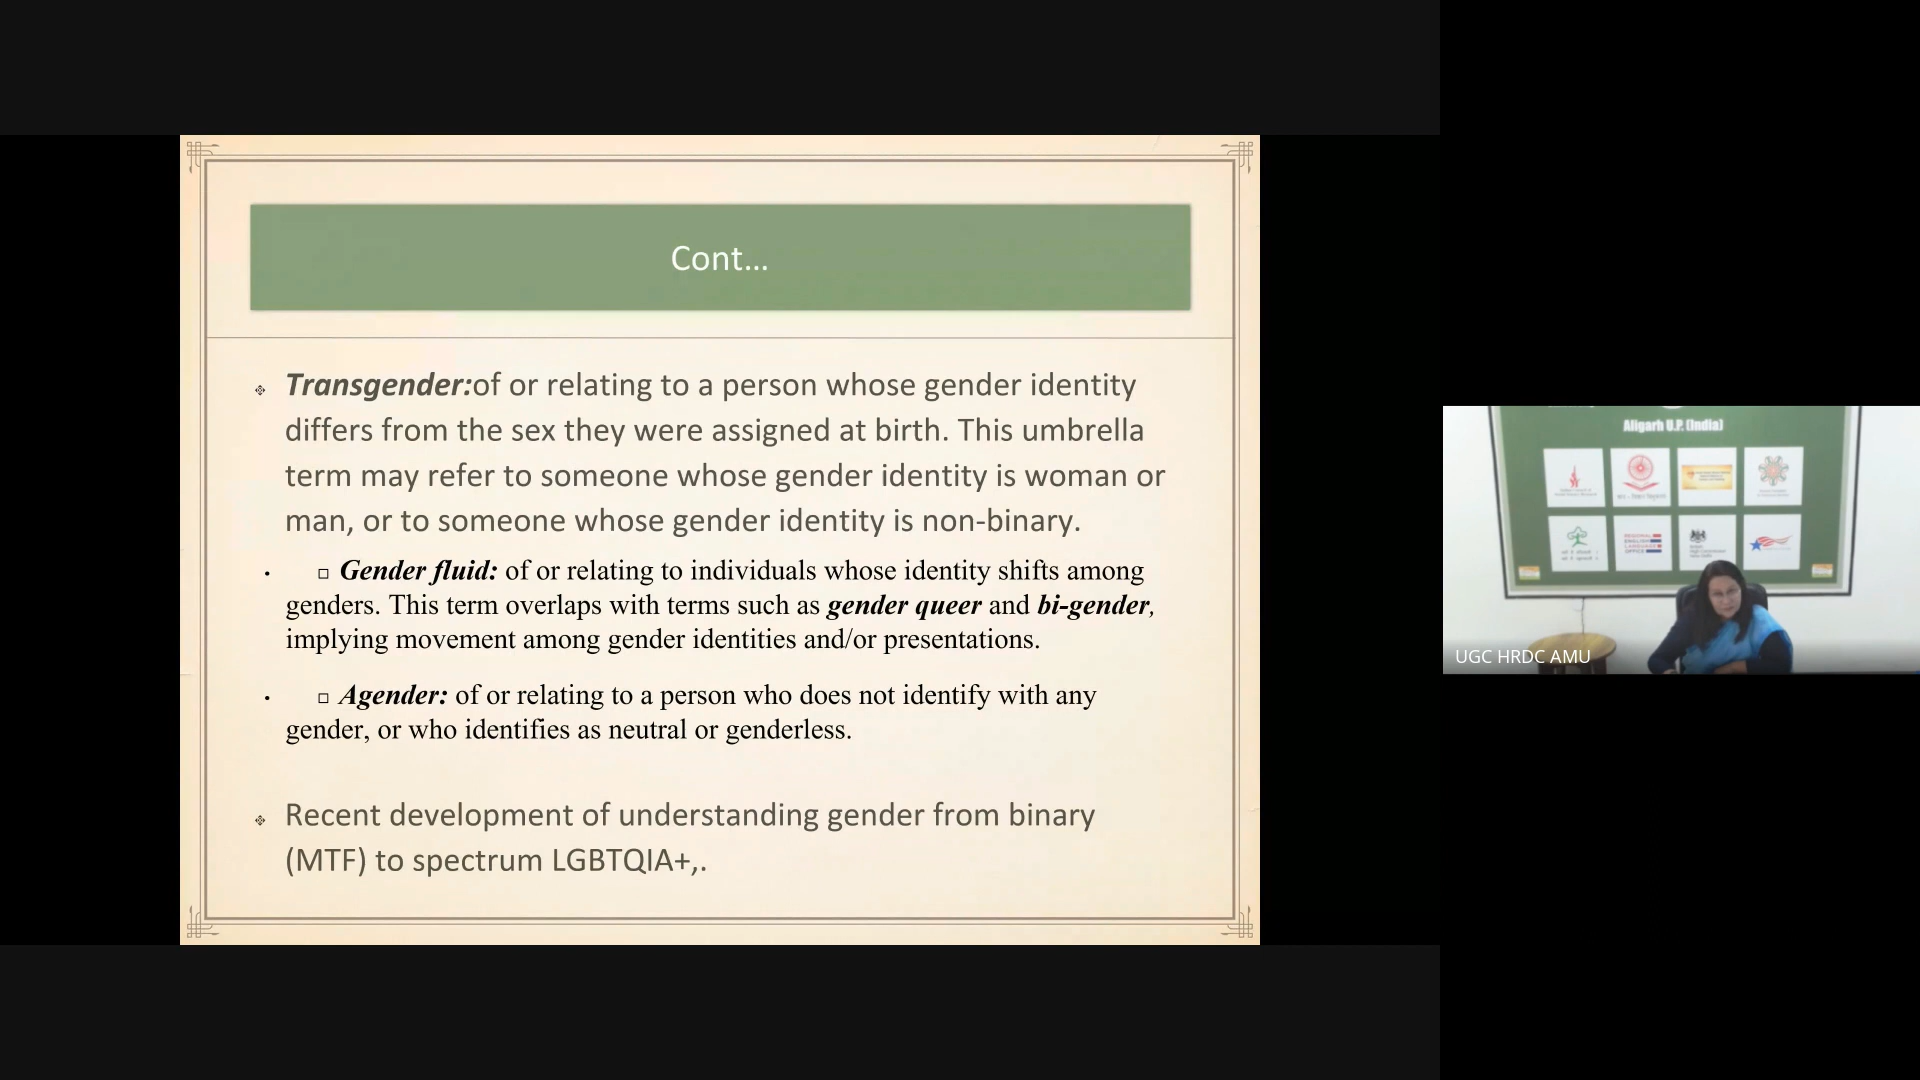 Cont...
Transgender:of or relating to a person whose gender identity
differs from the sex they were assigned at birth. This umbrella
term may refer to someone whose gender identity is woman or
man, or to someone whose gender identity is non-binary.
Gender fluid: of or relating to individuals whose identity shifts among
genders. This term overlaps with terms such as gender queer and bi-gender,
implying movement among gender identities and/or presentations.
Agender: of or relating to a person who does not identify with any
gender, or who identifies as neutral or genderless.
Recent development of understanding gender from binary
(MTF) to spectrum LGBTQIA+,.
Aligarh U.P. (India)
REGIONAL
ENGLISH
LANGUAGE
OFFICE
UGC HRDC AMU